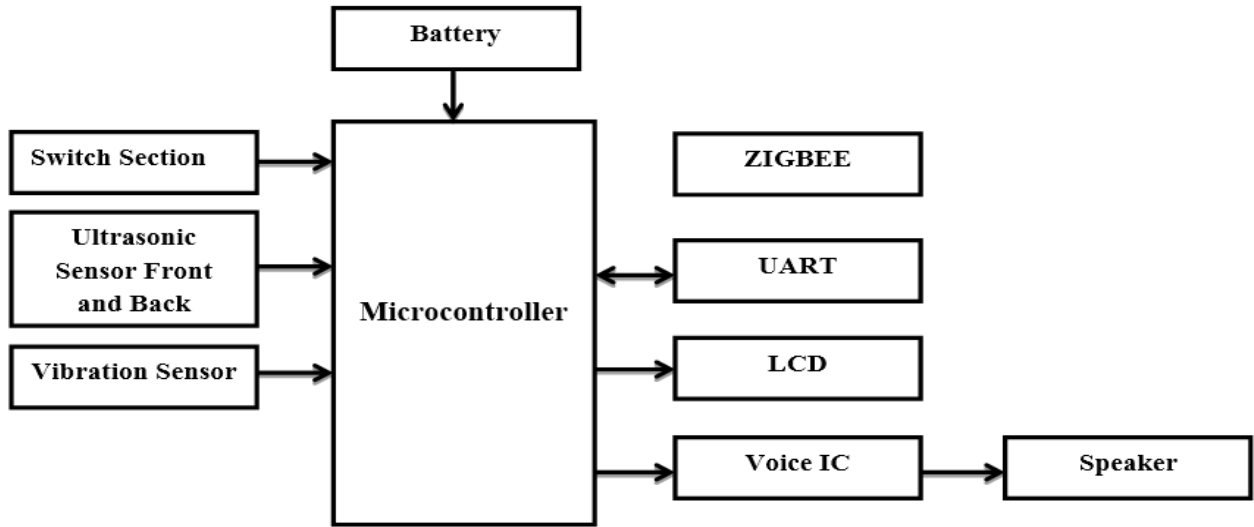 Battery
Switch Section
Ultrasonic
Sensor Front
and Back
Vibration Sensor
Microcontroller
ZIGBEE
UART
LCD
Voice IC
Speaker